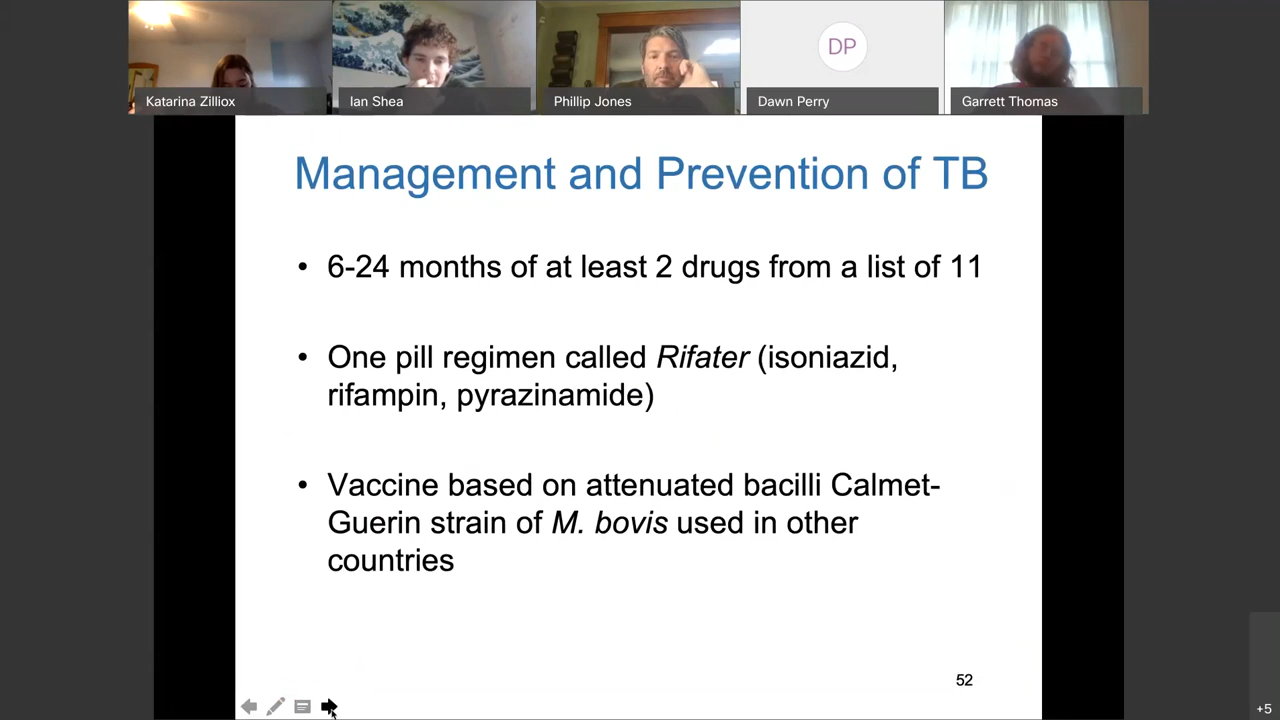 DP
Katarina Zilliox
Ian Shea
Phillip Jones
Dawn Perry
Garrett Thomas
Management and Prevention of TB
• 6-24 months of at least 2 drugs from a list of 11
• One pill regimen called Rifater (isoniazid,
rifampin, pyrazinamide)
• Vaccine based on attenuated bacilli Calmet-
Guerin strain of M. bovis used in other
countries
52
+5